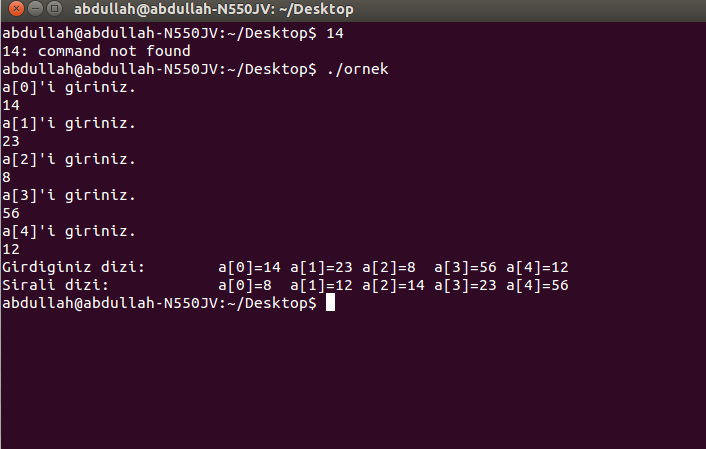 abdullah@abdullah-N550JV: ~/Desktop
abdullah@abdullah-N550JV:~/Desktop$ 14
14: command not found
abdullah@abdullah-N550JV:~/Desktop$ ./ornek
a[0]'i giriniz.
14
a[1]'i giriniz.
23
a[2]'i giriniz.
8
a[3]'i giriniz.
56
a[4]'i giriniz.
12
Girdiginiz dizi:        a[0]=14 a[1]=23 a[2]=8  a[3]=56 a[4]=12
Sirali dizi:            a[0]=8  a[1]=12 a[2]=14 a[3]=23 a[4]=56
abdullah@abdullah-N550JV:~/Desktop$